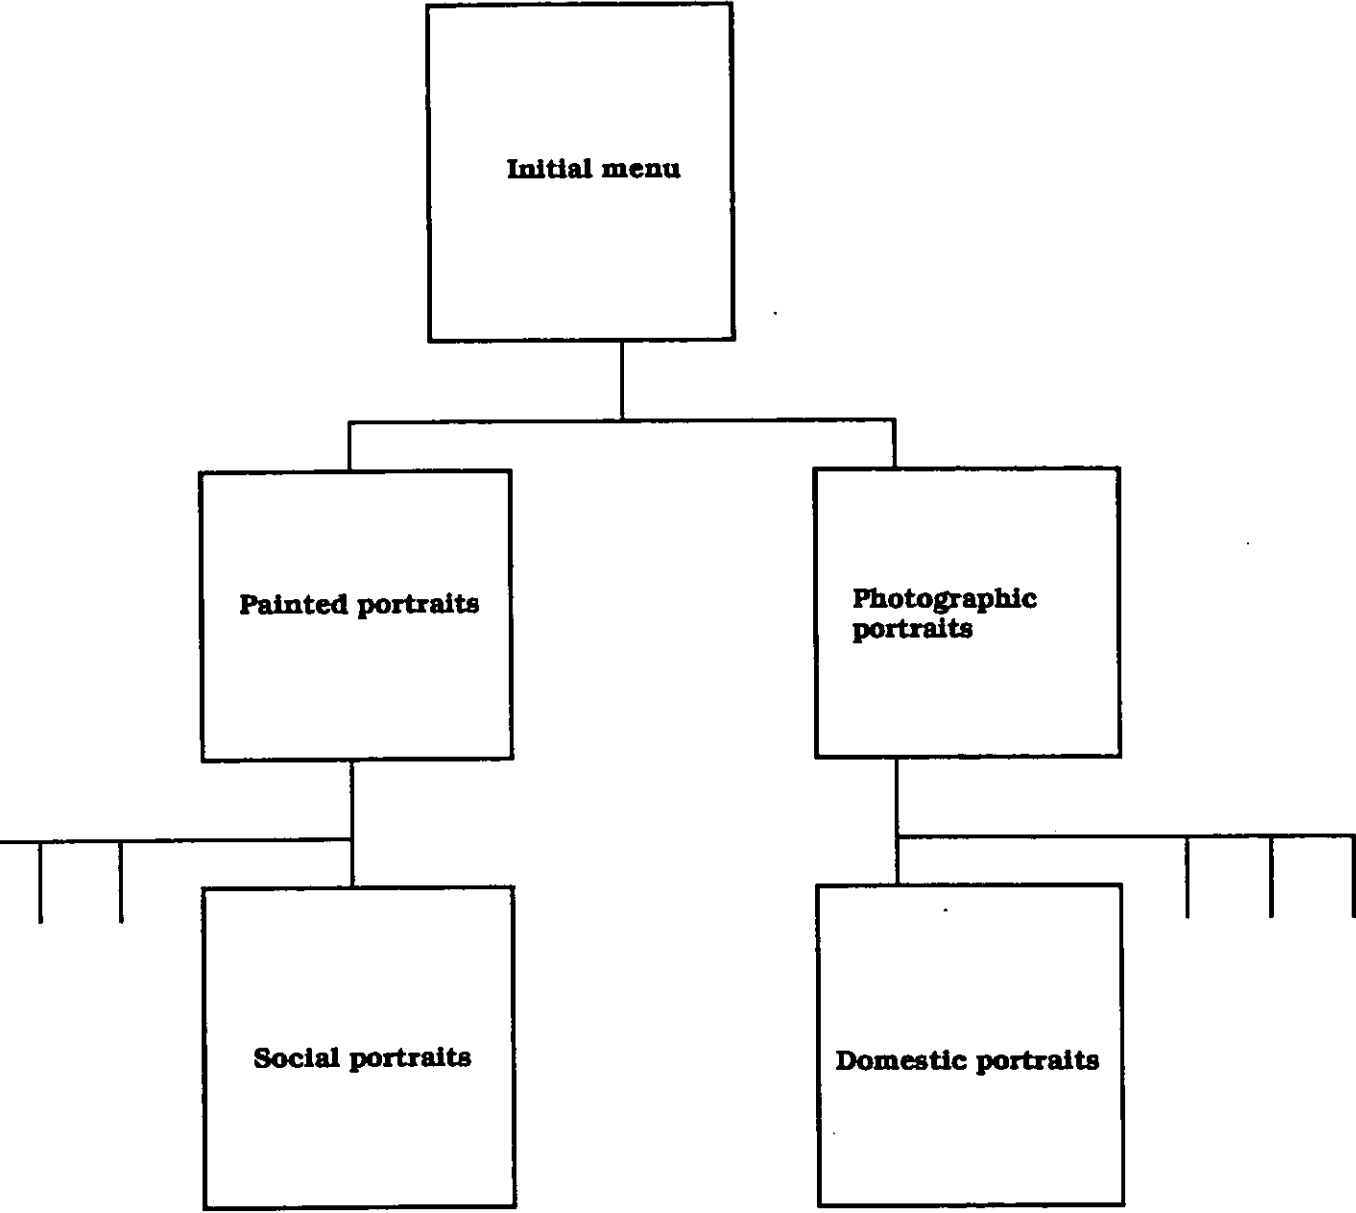 Initial menu
Painted portraits
Photographic
portraits
Social portraits
Domestic portraits